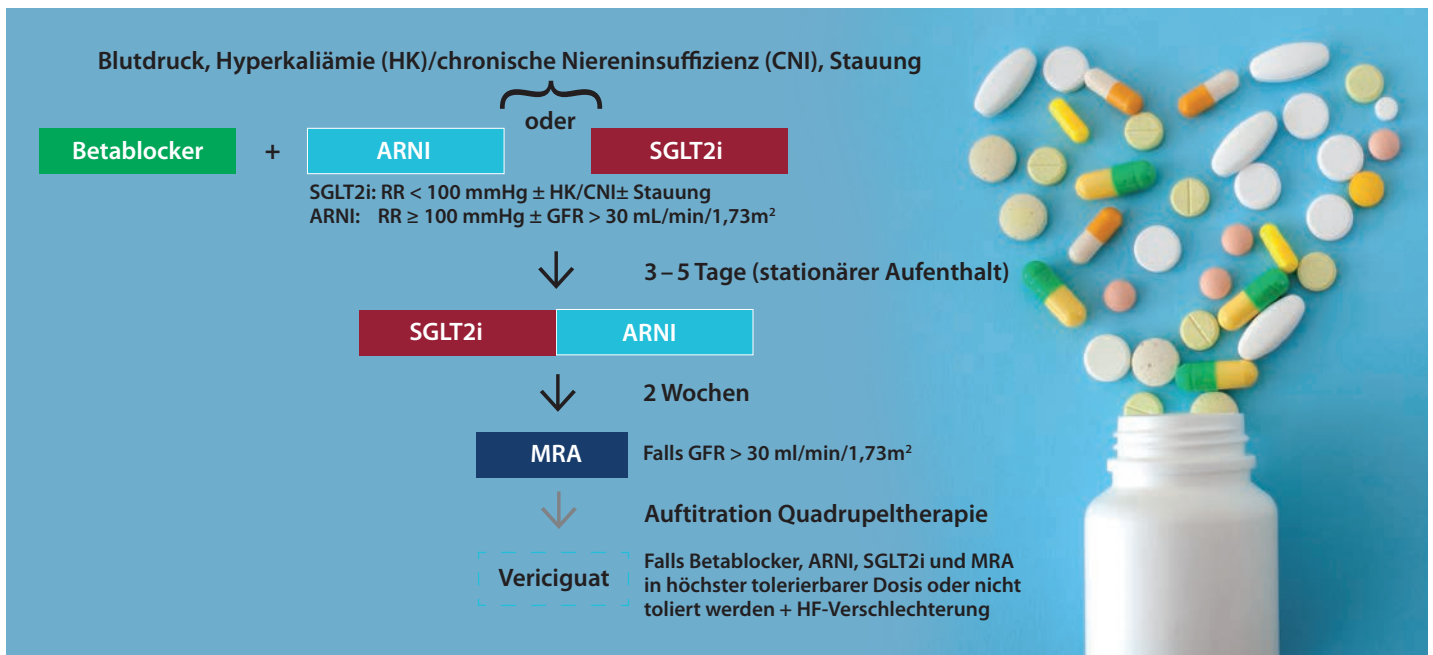 Blutdruck, Hyperkaliämie (HK)/chronische Niereninsuffizienz (CNI), Stauung
oder
Betablocker + ARNI SGLT2i
SGLT2i: RR < 100 mmHg ± HK/CNI± Stauung
ARNI: RR ≥ 100 mmHg ± GFR > 30 mL/min/1,73m²
3 – 5 Tage (stationärer Aufenthalt)
SGLT2i ARNI
2 Wochen
MRA Falls GFR > 30 ml/min/1,73m²
Auftitration Quadrupeltherapie
Vericiguat
Falls Betablocker, ARNI, SGLT2i und MRA
in höchster tolerierbarer Dosis oder nicht
toliert werden + HF-Verschlechterung